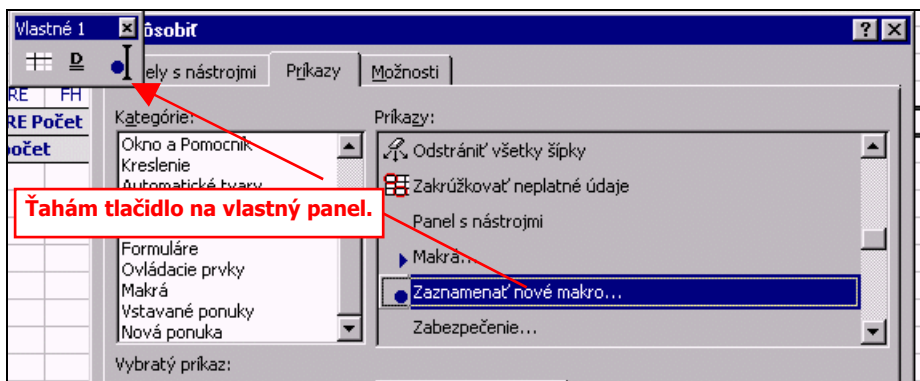 Vlastné 1
ôsobiť
D
ely s nástrojmi
Príkazy
Možnosti
RE FH
RE Počet
počet
Kategórie:
Okno a Pomocník
Kreslenie
Automatické tvary
Formuláre
Ovládacie prvky
Makrá
Vstavané ponuky
Nová ponuka
Príkazy:
Odstrániť všetky šípky
Zakrúžkovať neplatné údaje
Panel s nástrojmi
Makrá...
Zaznamenať nové makro...
Zabezpečenie...
Ťahám tlačidlo na vlastný panel.
Vybratý príkaz: